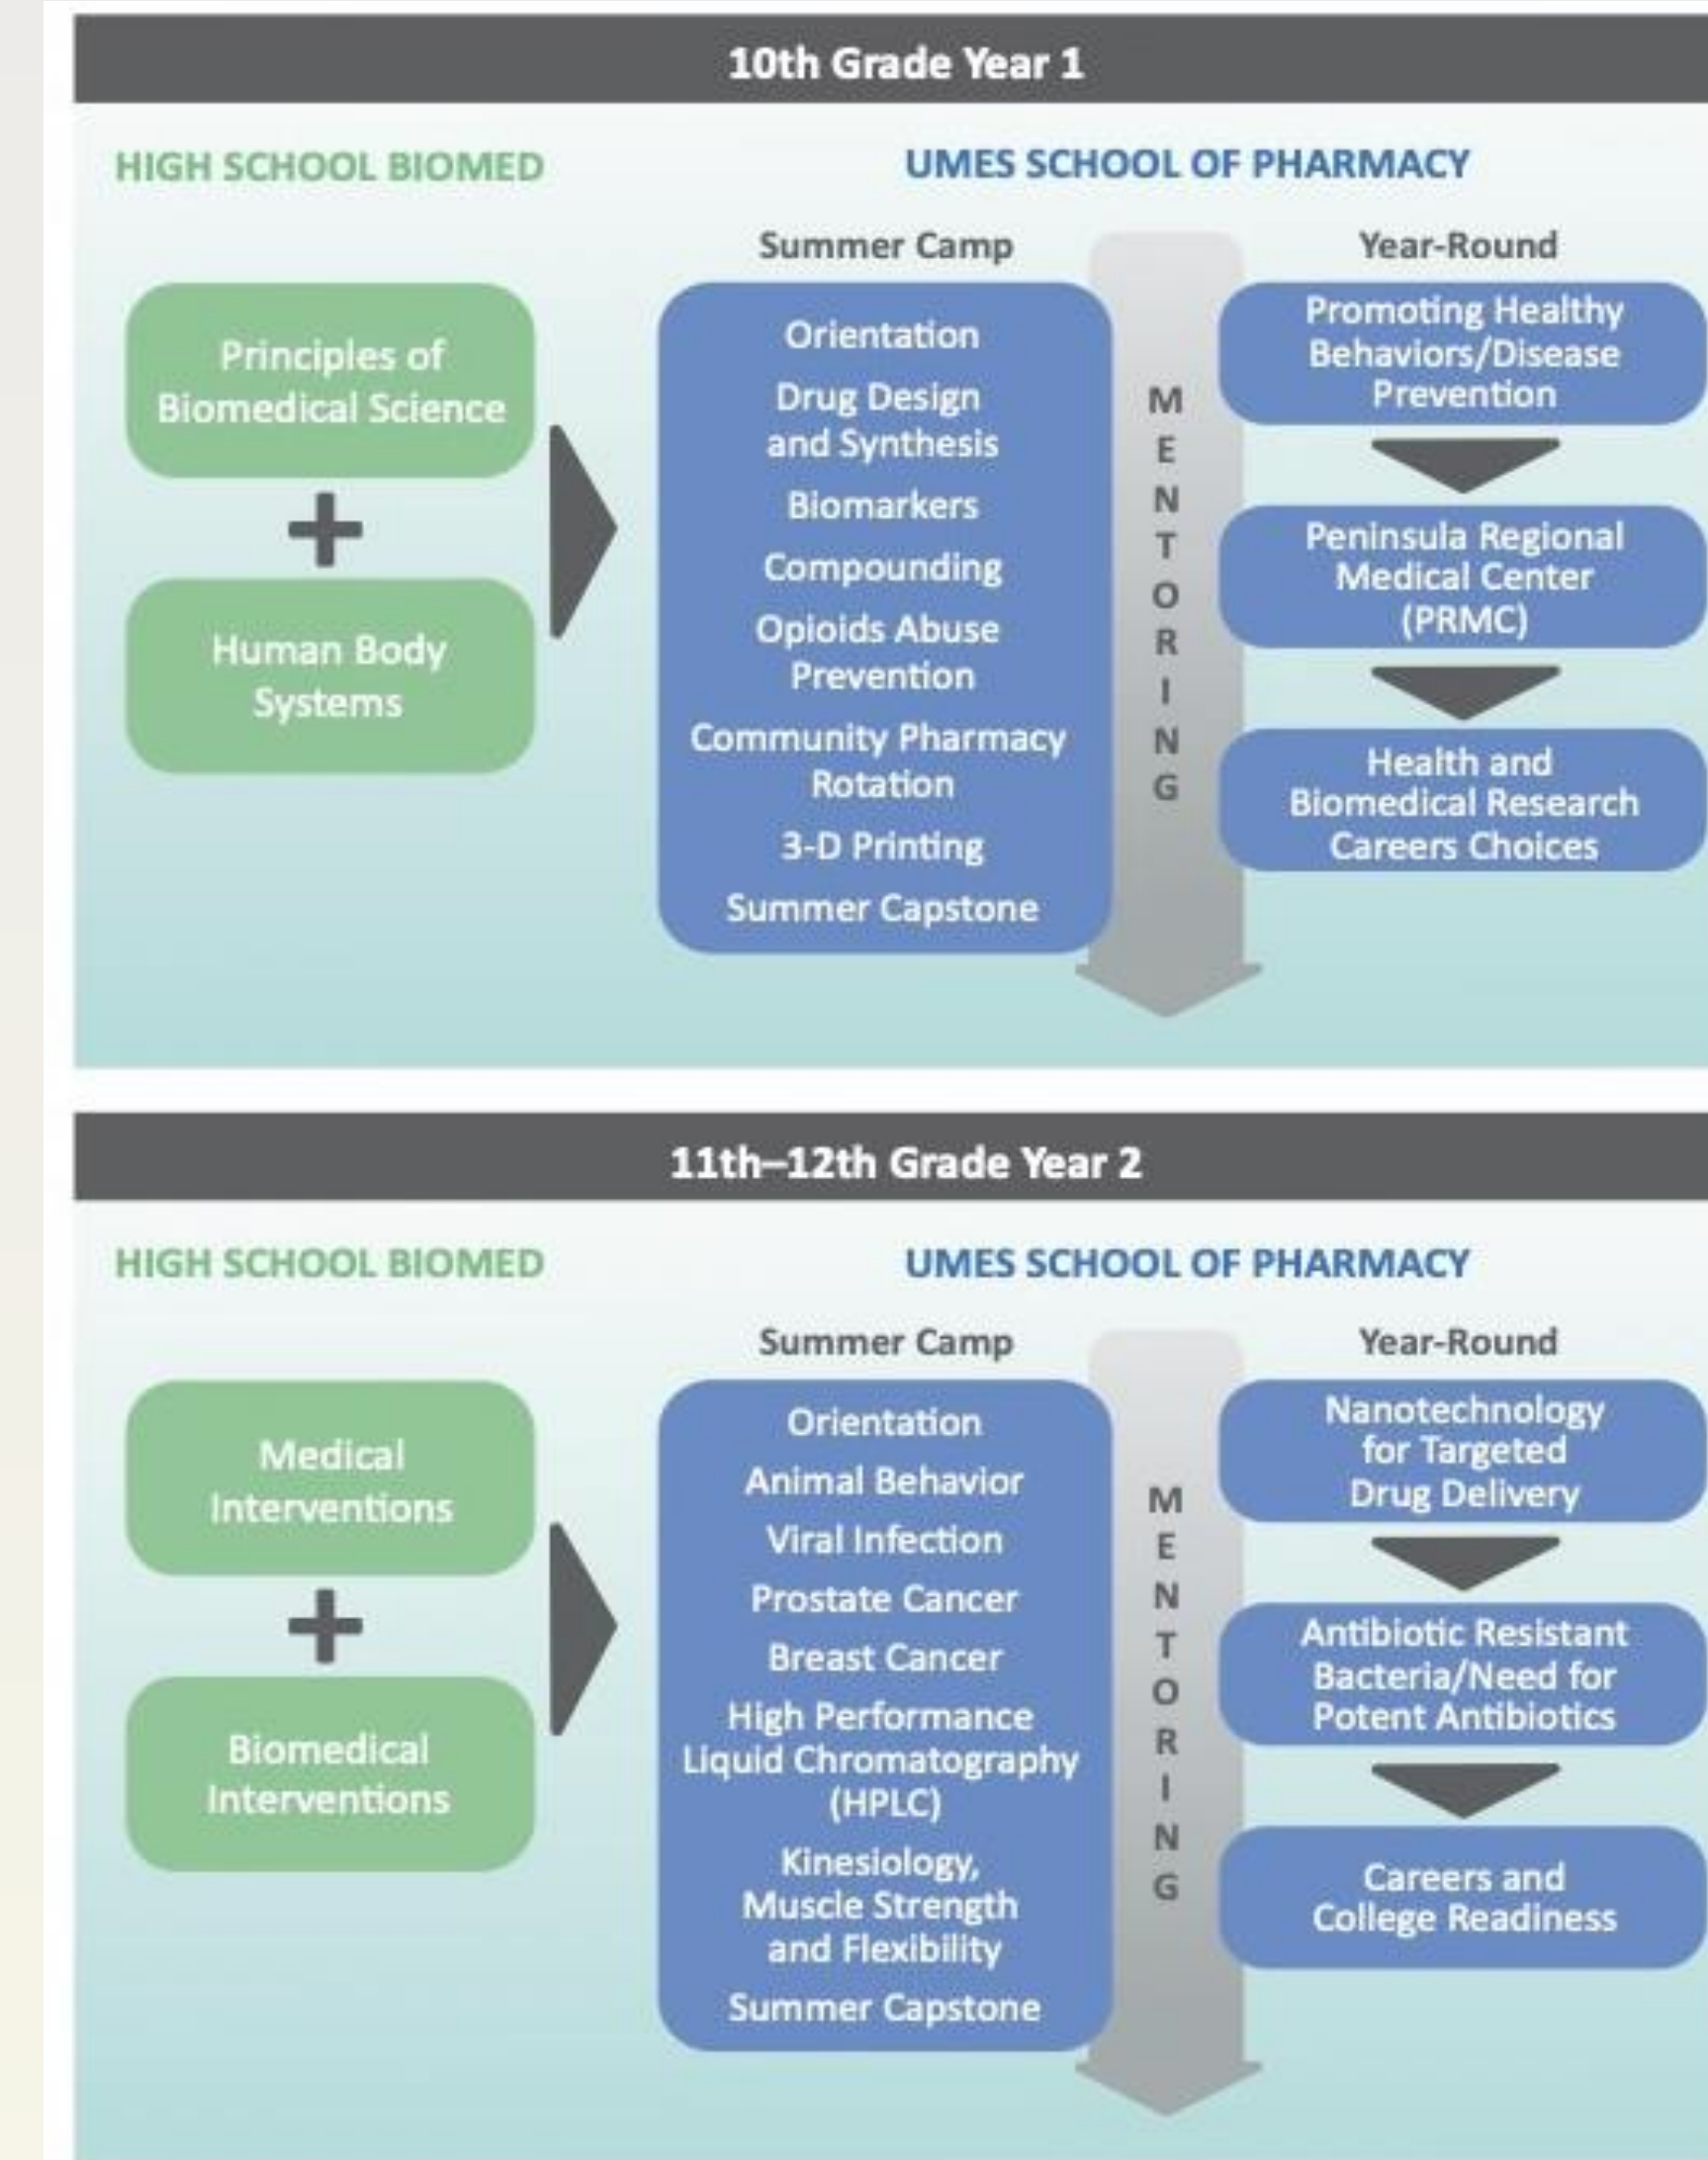 10th Grade Year 1
HIGH SCHOOL BIOMED
UMES SCHOOL OF PHARMACY
Principles of
Biomedical Science
+
Human Body
Systems
Summer Camp
Orientation
Drug Design
and Synthesis
Biomarkers
Compounding
Opioids Abuse
Prevention
Community Pharmacy
Rotation
3-D Printing
Summer Capstone
MENTORING
Year-Round
Promoting Healthy
Behaviors/Disease
Prevention
Peninsula Regional
Medical Center
(PRMC)
Health and
Biomedical Research
Careers Choices
11th–12th Grade Year 2
HIGH SCHOOL BIOMED
UMES SCHOOL OF PHARMACY
Medical
Interventions
+
Biomedical
Interventions
Summer Camp
Orientation
Animal Behavior
Viral Infection
Prostate Cancer
Breast Cancer
High Performance
Liquid Chromatography
(HPLC)
Kinesiology,
Muscle Strength
and Flexibility
Summer Capstone
MENTORING
Year-Round
Nanotechnology
for Targeted
Drug Delivery
Antibiotic Resistant
Bacteria/Need for
Potent Antibiotics
Careers and
College Readiness